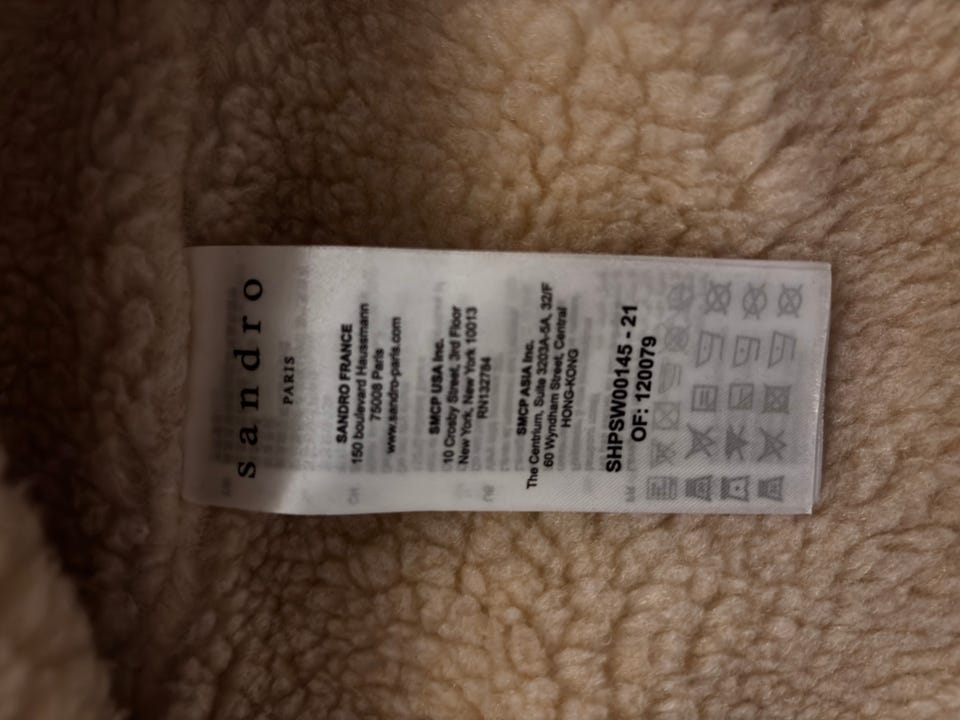 sandro
PARIS
SANDRO FRANCE
150 boulevard Haussmann
75008 Paris
www.sandro-paris.com
SMCP USA Inc.
10 Crosby Street, 3rd Floor
New York, New York 10013
RN132784
SMCP ASIA Inc.
The Centrium, Suite 3203A-5A, 32/F
60 Wyndham Street, Central
HONG-KONG
SHPSW00145 - 21
OF: 120079